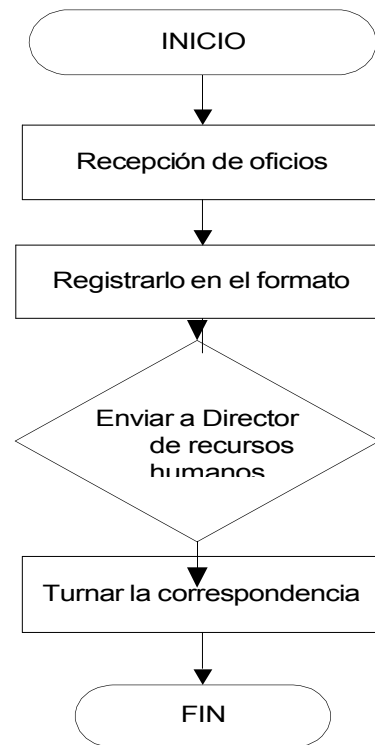 INICIO
Recepción de oficios
Registrarlo en el formato
Enviar a Director
de recursos
humanos
Turnar la correspondencia
FIN